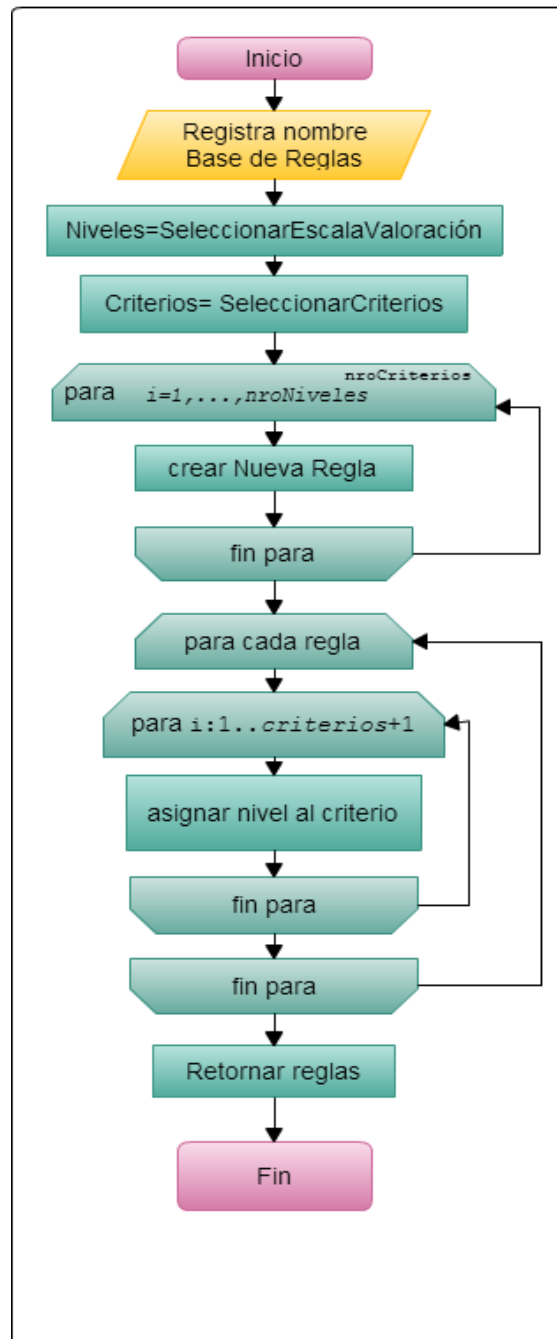 Inicio
Registra nombre
Base de Reglas
Niveles=SeleccionarEscalaValoración
Criterios= SeleccionarCriterios
para i=1,...,nroNiveles nroCriterios
crear Nueva Regla
fin para
para cada regla
para i:1..criterios+1
asignar nivel al criterio
fin para
fin para
Retornar reglas
Fin